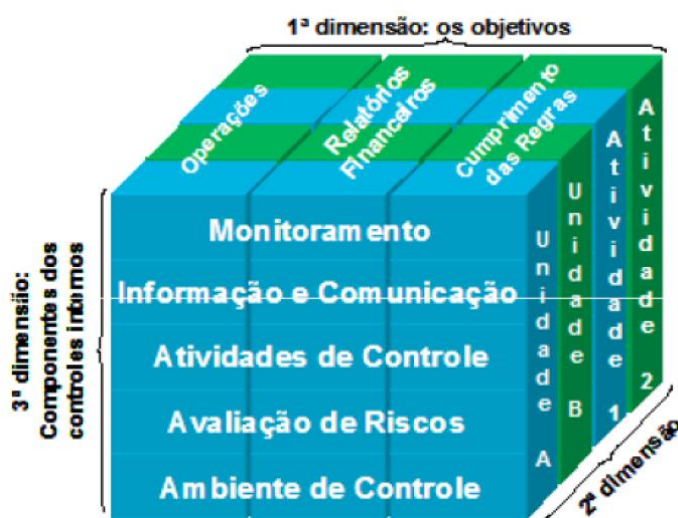 1ª dimensão: os objetivos
Operações
Relatórios
Financeiros
Cumprimento
das Regras
Monitoramento
Informação e Comunicação
Atividades de Controle
Avaliação de Riscos
Ambiente de Controle
Unidade A
Unidade B
Atividade 1
Atividade 2
3ª dimensão:
Componentes dos
controles internos
2ª dimensão